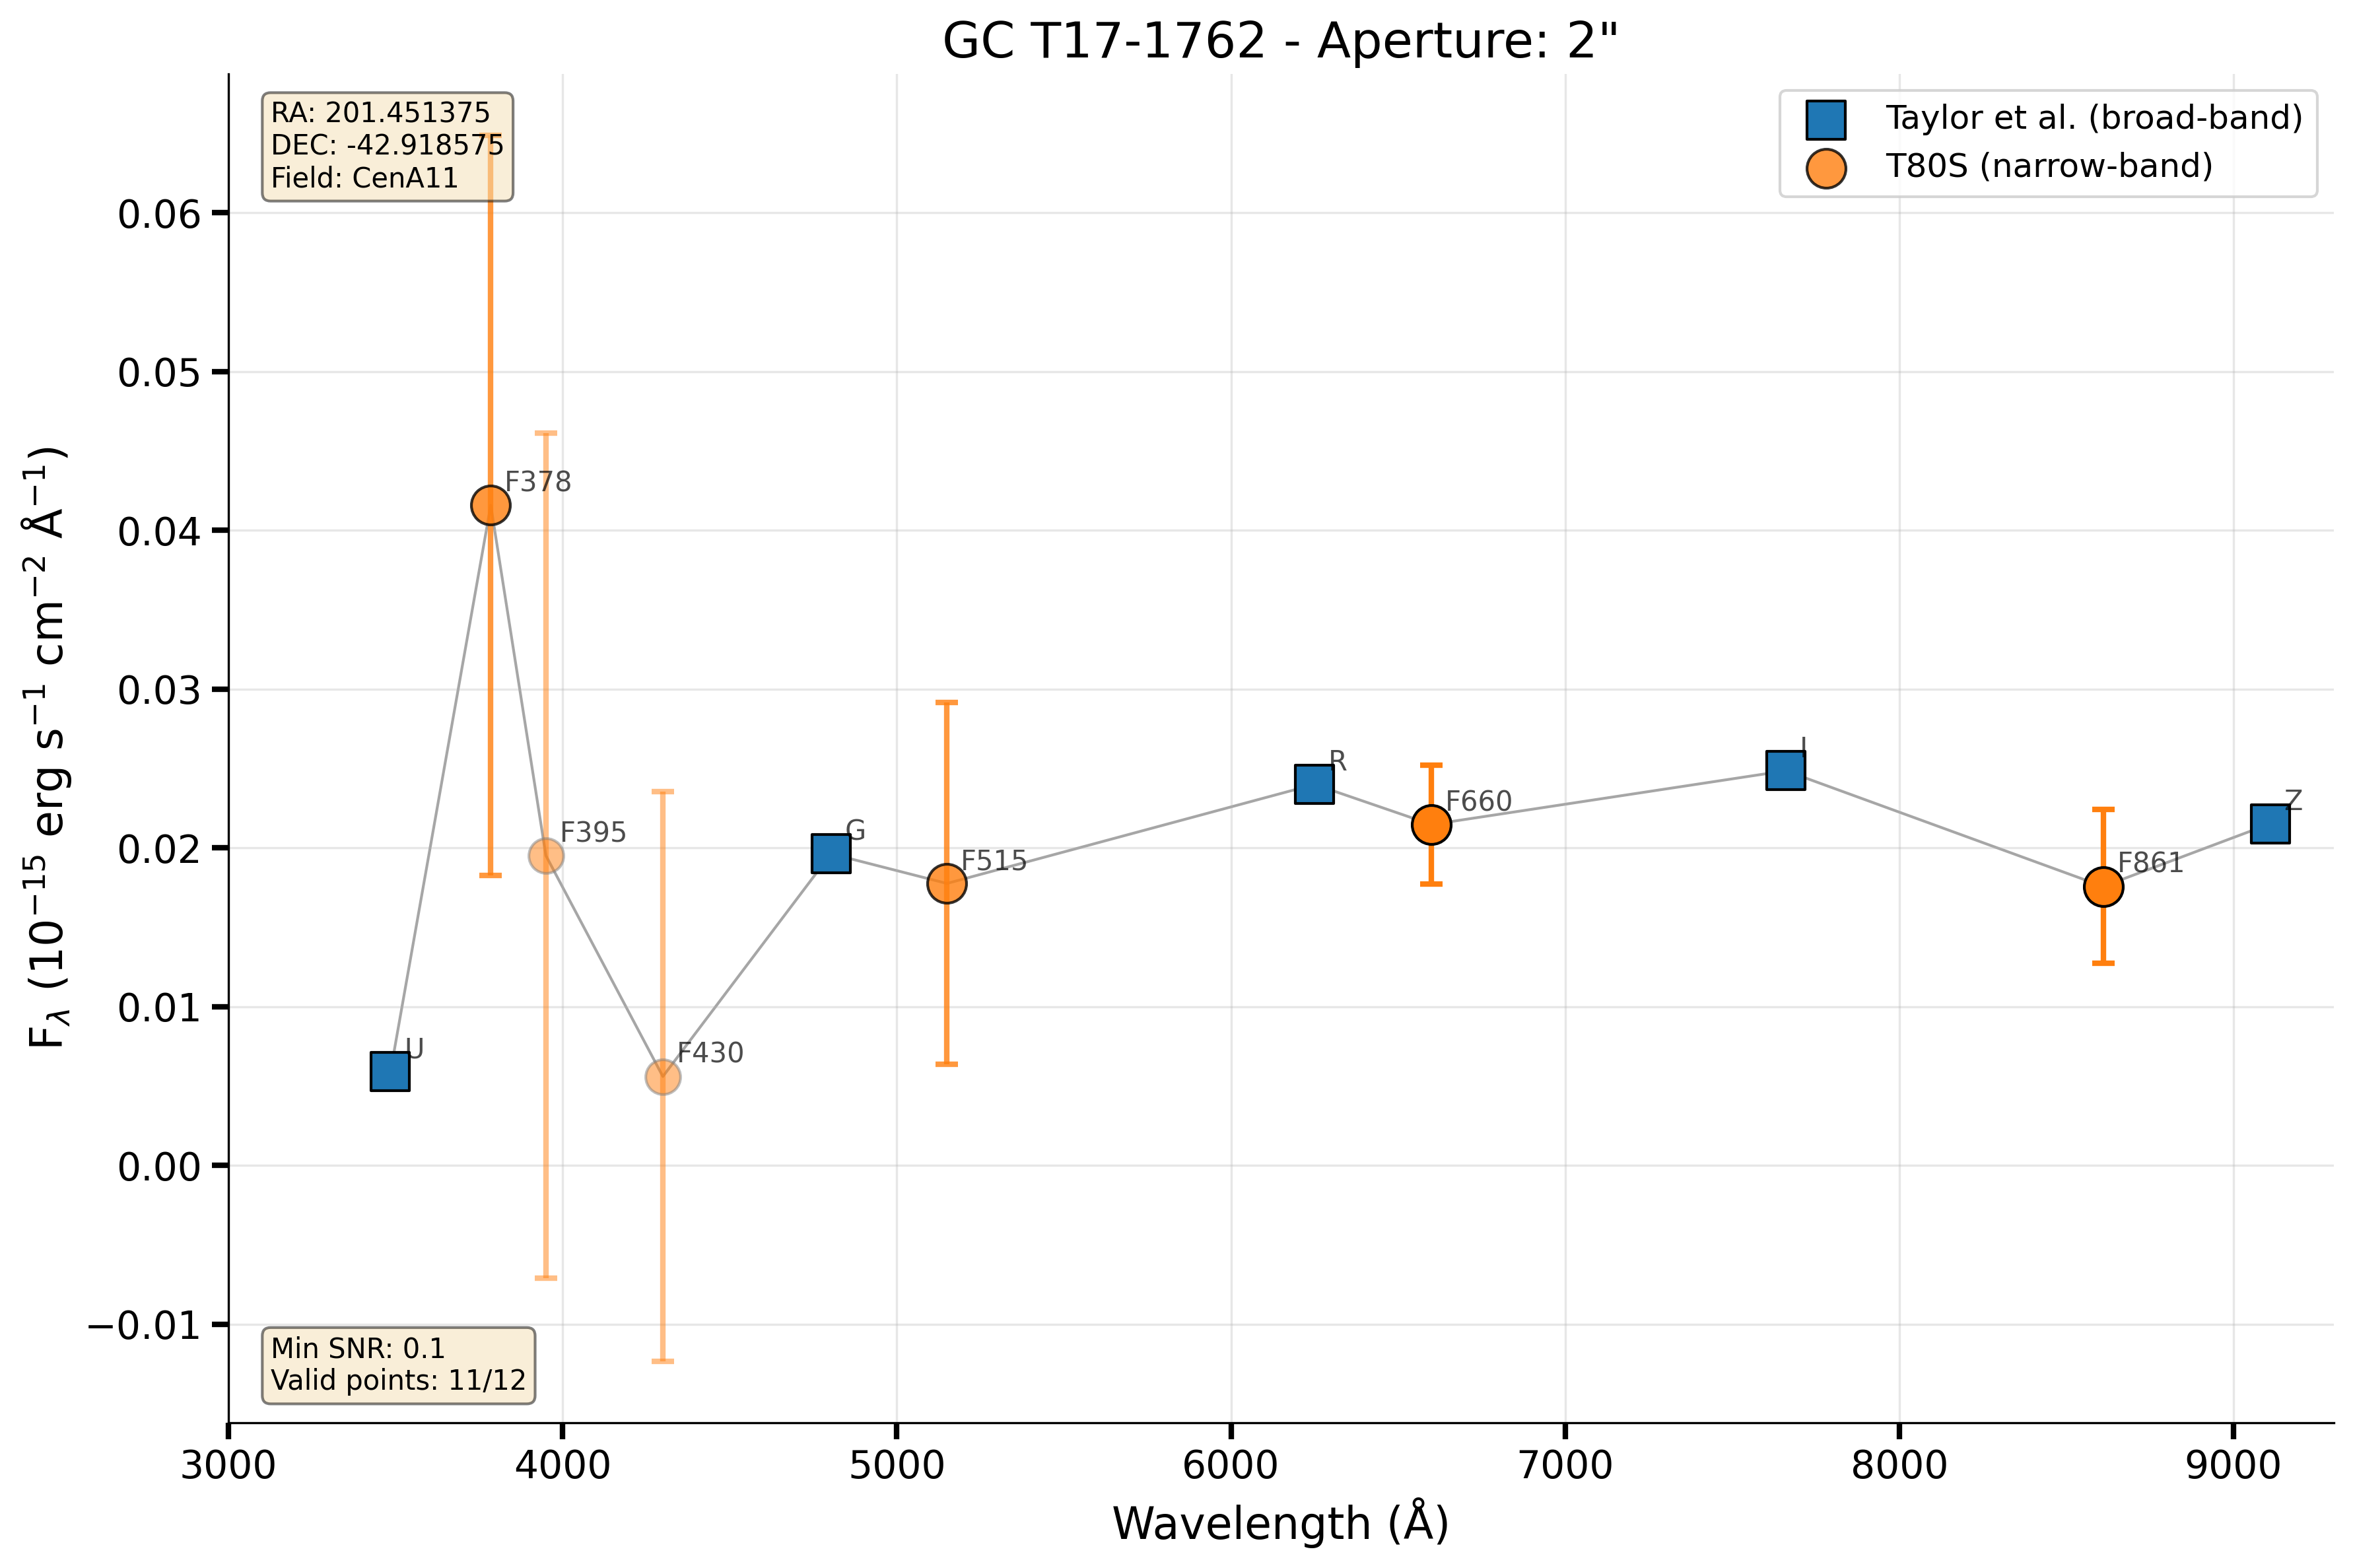 GC T17-1762 - Aperture: 2"
RA: 201.451375
DEC: -42.918575
Field: CenA11
Taylor et al. (broad-band)
T80S (narrow-band)
F_λ (10⁻¹⁵ erg s⁻¹ cm⁻² Å⁻¹)
0.06
0.05
0.04
0.03
0.02
0.01
0.00
−0.01
U
F378
F395
F430
G
F515
R
F660
I
F861
Z
Min SNR: 0.1
Valid points: 11/12
3000 4000 5000 6000 7000 8000 9000
Wavelength (Å)